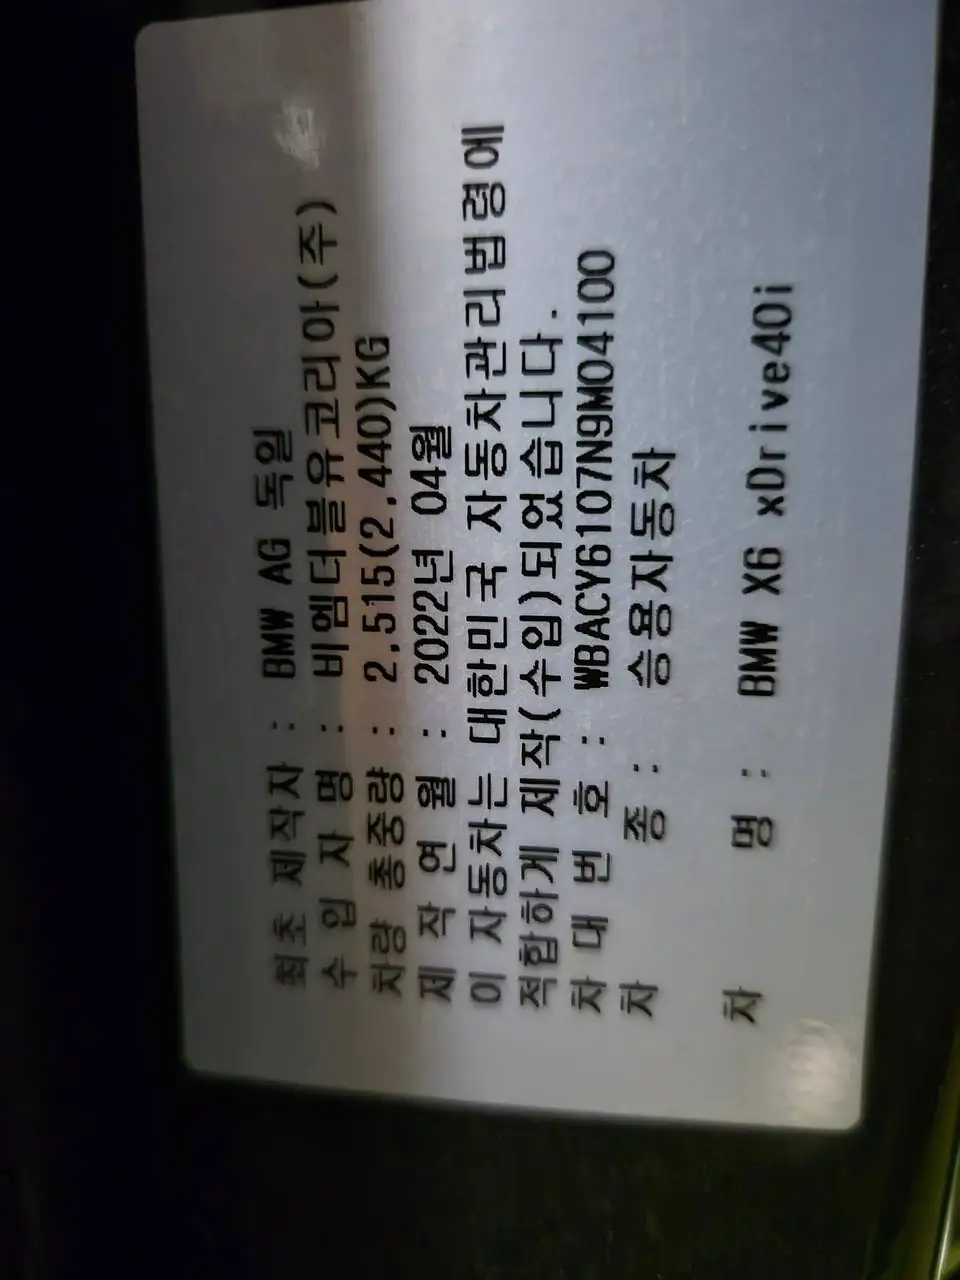 최초 제작자 : BMW AG 독일
수 입 자 명 : 비엠더블유코리아(주)
차량 총중량 : 2.515(2.440)KG
제 작 연 월 : 2022년 04월
이 자동차는 대한민국 자동차관리법령에
적합하게 제작(수입)되었습니다.
차 대 번 호 : WBACY6107N9M04100
차 종 : 승용자동차
차 명 : BMW X6 xDrive40i